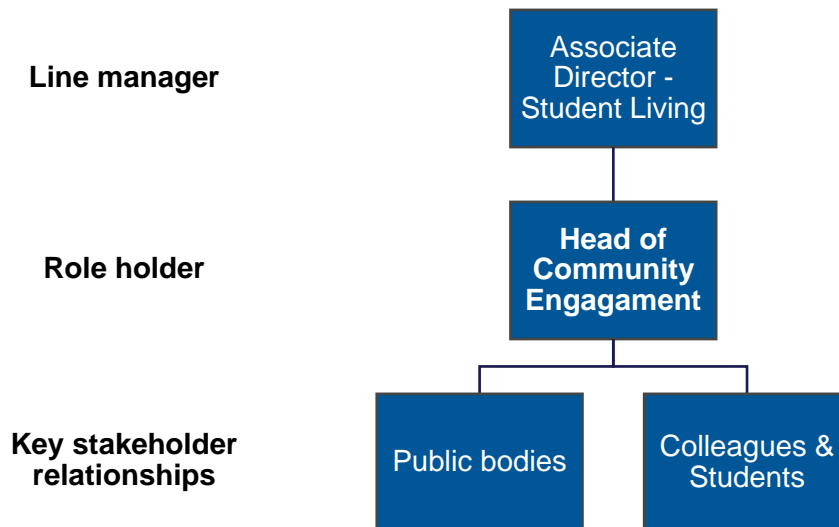 Line manager
Associate
Director -
Student Living
Role holder
Head of
Community
Engagament
Key stakeholder
relationships
Public bodies
Colleagues &
Students